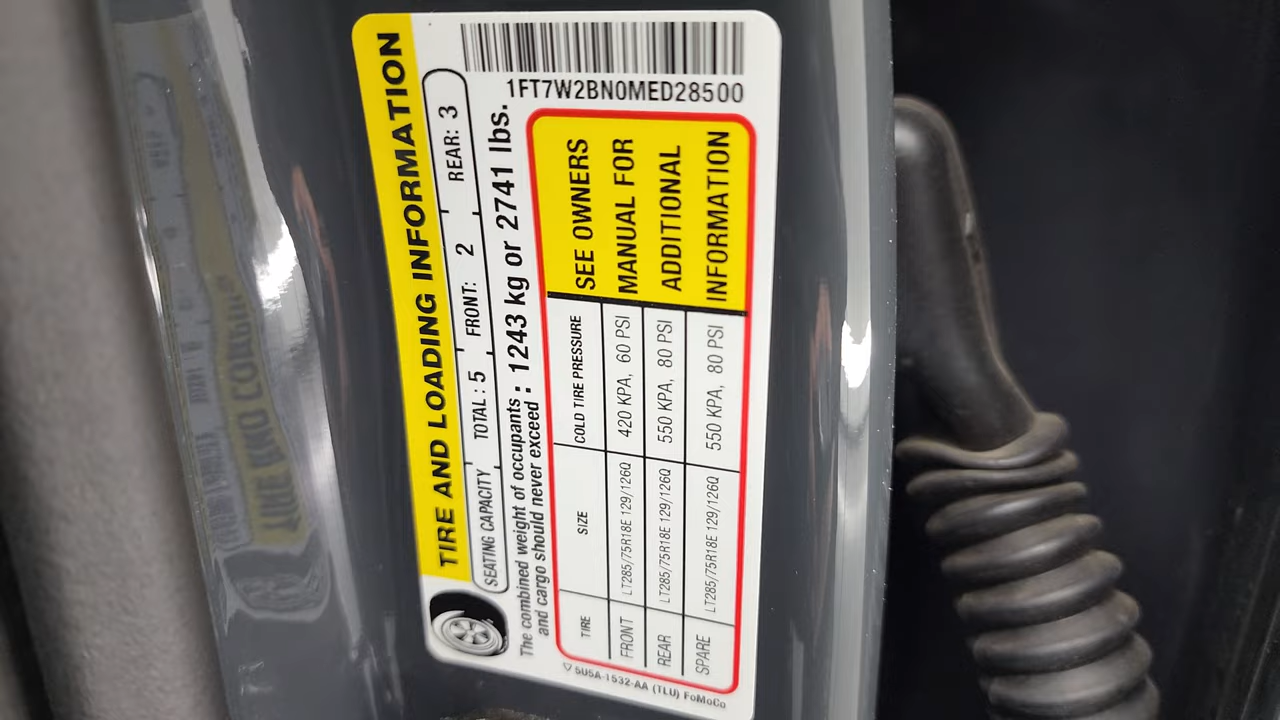 TIRE AND LOADING INFORMATION
SEATING CAPACITY TOTAL : 5 FRONT: 2 REAR: 3
The combined weight of occupants and cargo should never exceed : 1243 kg or 2741 lbs.
1FT7W2BN0MED28500
TIRE SIZE COLD TIRE PRESSURE
FRONT LT285/75R18E 129/126Q 420 KPA, 60 PSI
REAR LT285/75R18E 129/126Q 550 KPA, 80 PSI
SPARE LT285/75R18E 129/126Q 550 KPA, 80 PSI
SEE OWNERS
MANUAL FOR
ADDITIONAL
INFORMATION
5U5A-1532-AA (TLU) FoMoCo